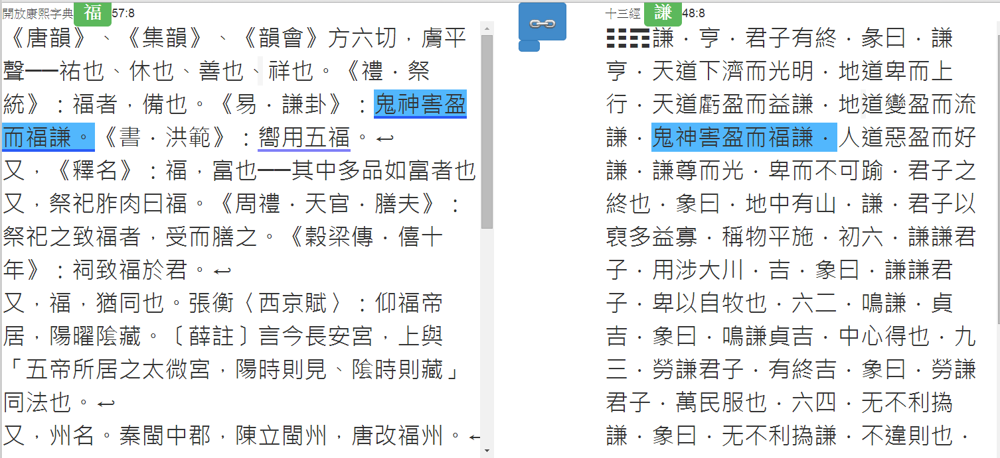 開放康熙字典 福 57:8
《唐韻》、《集韻》、《韻會》方六切，膚平
聲──祐也、休也、善也、祥也。《禮．祭
統》：福者，備也。《易．謙卦》：鬼神害盈
而福謙。《書．洪範》：嚮用五福。↩
又，《釋名》：福，富也──其中多品如富者也
又，祭祀胙肉曰福。《周禮．天官．膳夫》：
祭祀之致福者，受而膳之。《穀梁傳．僖十
年》：祠致福於君。↩
又，福，猶同也。張衡〈西京賦〉：仰福帝
居，陽曜陰藏。〔薛註〕言今長安宮，上與
「五帝所居之太微宮，陽時則見、陰時則藏」
同法也。↩
又，州名。秦閩中郡，陳立閩州，唐改福州。↩
十三經 謙 48:8
䷎謙．亨．君子有終．彖曰．謙
亨．天道下濟而光明．地道卑而上
行．天道虧盈而益謙．地道變盈而流
謙．鬼神害盈而福謙．人道惡盈而好
謙．謙尊而光．卑而不可踰．君子之
終也．象曰．地中有山．謙．君子以
裒多益寡．稱物平施．初六．謙謙君
子．用涉大川．吉．象曰．謙謙君
子．卑以自牧也．六二．鳴謙．貞
吉．象曰．鳴謙貞吉．中心得也．九
三．勞謙君子．有終吉．象曰．勞謙
君子．萬民服也．六四．无不利撝
謙．象曰．无不利撝謙．不違則也．